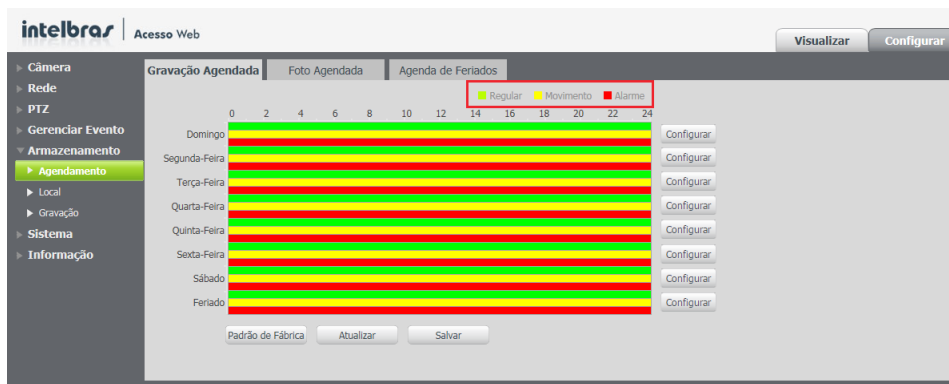 intelbras Acesso Web
Visualizar Configurar
Câmera
Rede
PTZ
Gerenciar Evento
Armazenamento
Agendamento
Local
Gravação
Sistema
Informação
Gravação Agendada Foto Agendada Agenda de Feriados
Regular Movimento Alarme
0 2 4 6 8 10 12 14 16 18 20 22 24
Domingo Configurar
Segunda-Feira Configurar
Terça-Feira Configurar
Quarta-Feira Configurar
Quinta-Feira Configurar
Sexta-Feira Configurar
Sábado Configurar
Feriado Configurar
Padrão de Fábrica Atualizar Salvar